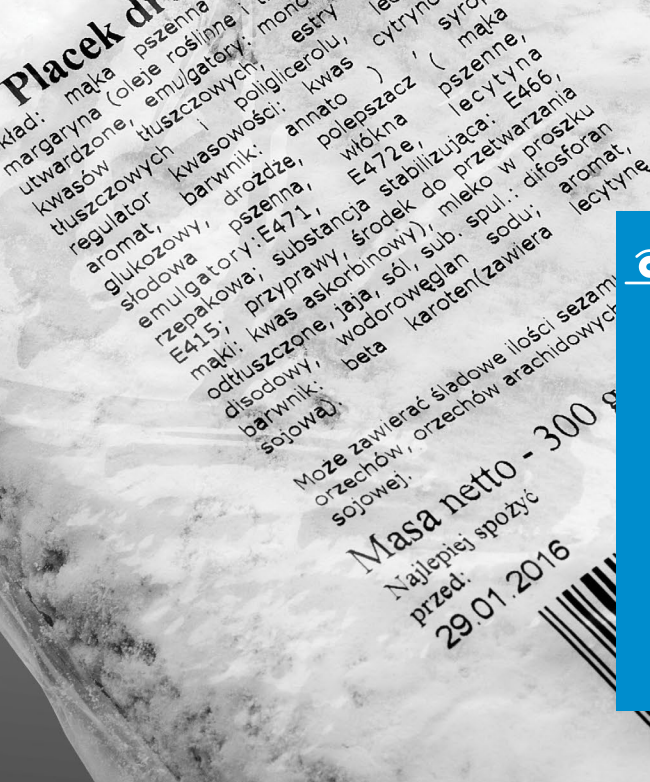 Placek dr
kład: mąka pszenna
margaryna (oleje roślinne i t
utwardzone, emulgatory: mono
kwasów tłuszczowych, estry
tłuszczowych i poliglicerolu, lec
regulator kwasowości: kwas cytryno
aromat, barwnik: annato ) , syrop
glukozowy, drożdże, polepszacz ( mąka
słodowa pszenna, włókna pszenne,
emulgatory:E471, E472e, lecytyna
rzepakowa; substancja stabilizująca: E466,
E415; przyprawy, środek do przetwarzania
mąki: kwas askorbinowy), mleko w proszku
odtłuszczone, jaja, sól, sub. spul.: difosforan
disodowy, wodorowęglan sodu; aromat,
barwnik: beta karoten(zawiera lecytynę
sojową).
Może zawierać śladowe ilości sezamu
orzechów, orzechów arachidowych
sojowej.
Masa netto - 300 g
Najlepiej spożyć
przed:
29.01.2016